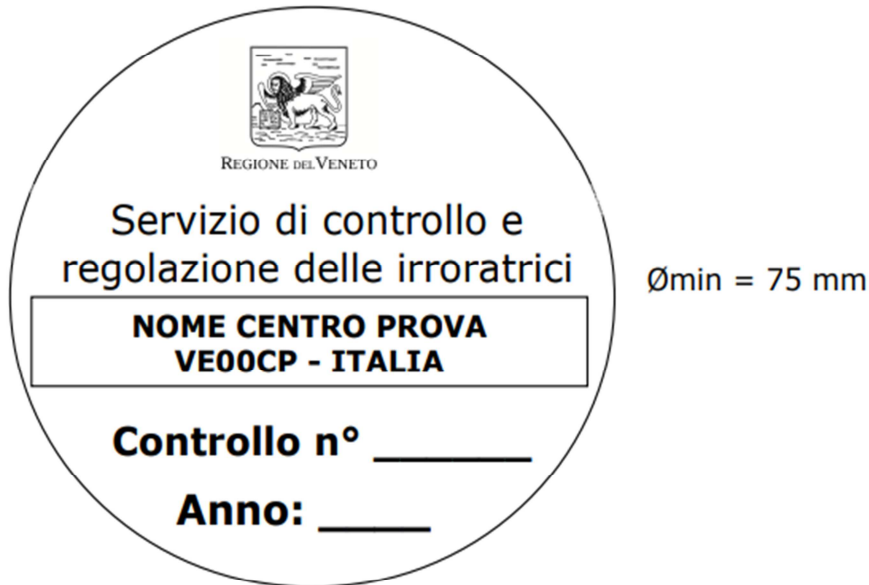 REGIONE DEL VENETO
Servizio di controllo e
regolazione delle irroratrici
Ømin = 75 mm
NOME CENTRO PROVA
VE00CP - ITALIA
Controllo n° ______
Anno: ____